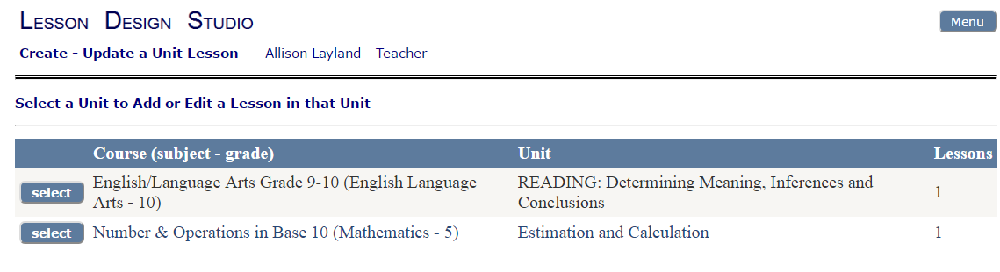 Lesson Design Studio
Menu
Create - Update a Unit Lesson Allison Layland - Teacher
Select a Unit to Add or Edit a Lesson in that Unit
Course (subject - grade) Unit Lessons
select English/Language Arts Grade 9-10 (English Language Arts - 10) READING: Determining Meaning, Inferences and Conclusions 1
select Number & Operations in Base 10 (Mathematics - 5) Estimation and Calculation 1